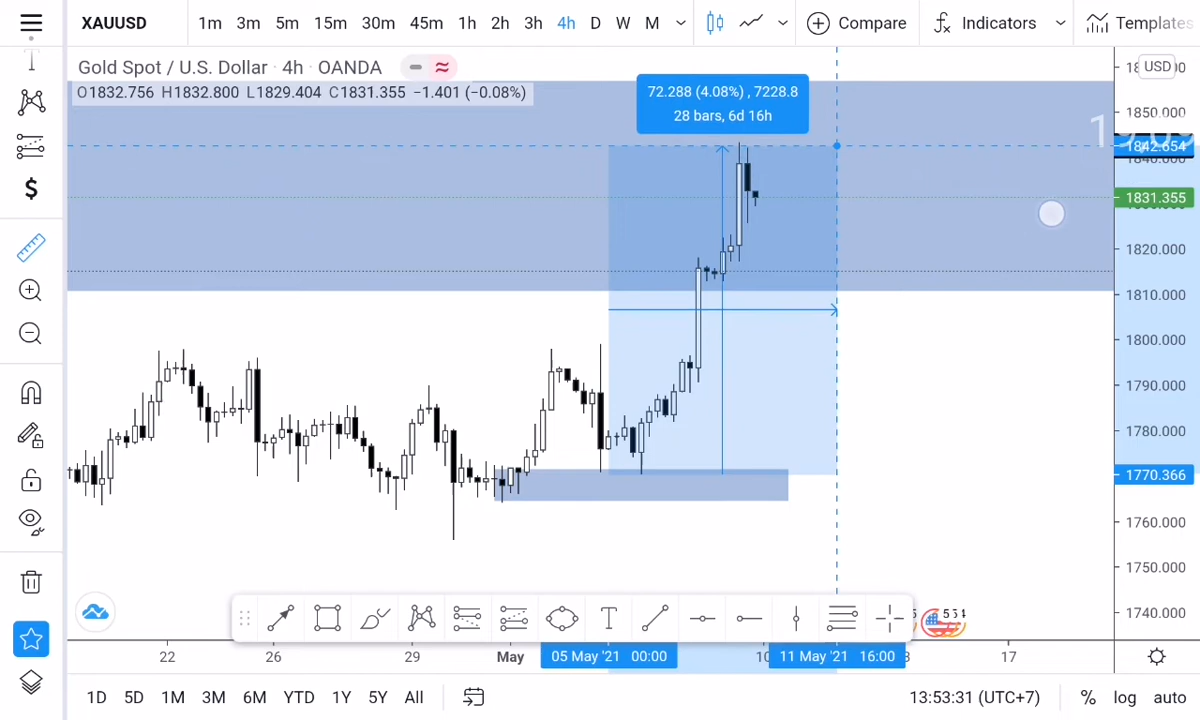 XAUUSD 1m 3m 5m 15m 30m 45m 1h 2h 3h 4h D W M Compare Indicators Templates
Gold Spot / U.S. Dollar · 4h · OANDA
O1832.756 H1832.800 L1829.404 C1831.355 −1.401 (−0.08%)
72.288 (4.08%) , 7228.8
28 bars, 6d 16h
USD
1850.000
1842.654
1840.000
1831.355
1820.000
1810.000
1800.000
1790.000
1780.000
1770.366
1760.000
1750.000
1740.000
22 26 29 May 05 May '21 00:00 10 11 May '21 16:00 17
1D 5D 1M 3M 6M YTD 1Y 5Y All 13:53:31 (UTC+7) % log auto